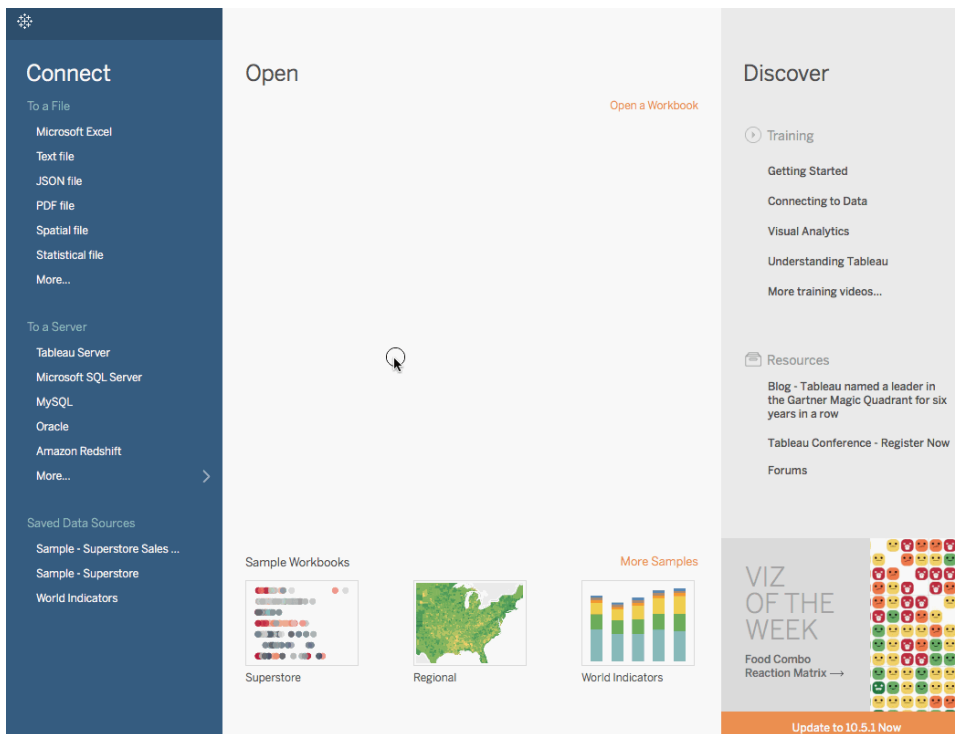 Connect
To a File
Microsoft Excel
Text file
JSON file
PDF file
Spatial file
Statistical file
More...
To a Server
Tableau Server
Microsoft SQL Server
MySQL
Oracle
Amazon Redshift
More...
Saved Data Sources
Sample - Superstore Sales ...
Sample - Superstore
World Indicators
Open
Open a Workbook
Sample Workbooks
More Samples
Superstore
Regional
World Indicators
Discover
Training
Getting Started
Connecting to Data
Visual Analytics
Understanding Tableau
More training videos...
Resources
Blog - Tableau named a leader in
the Gartner Magic Quadrant for six
years in a row
Tableau Conference - Register Now
Forums
VIZ
OF THE
WEEK
Food Combo
Reaction Matrix →
Update to 10.5.1 Now